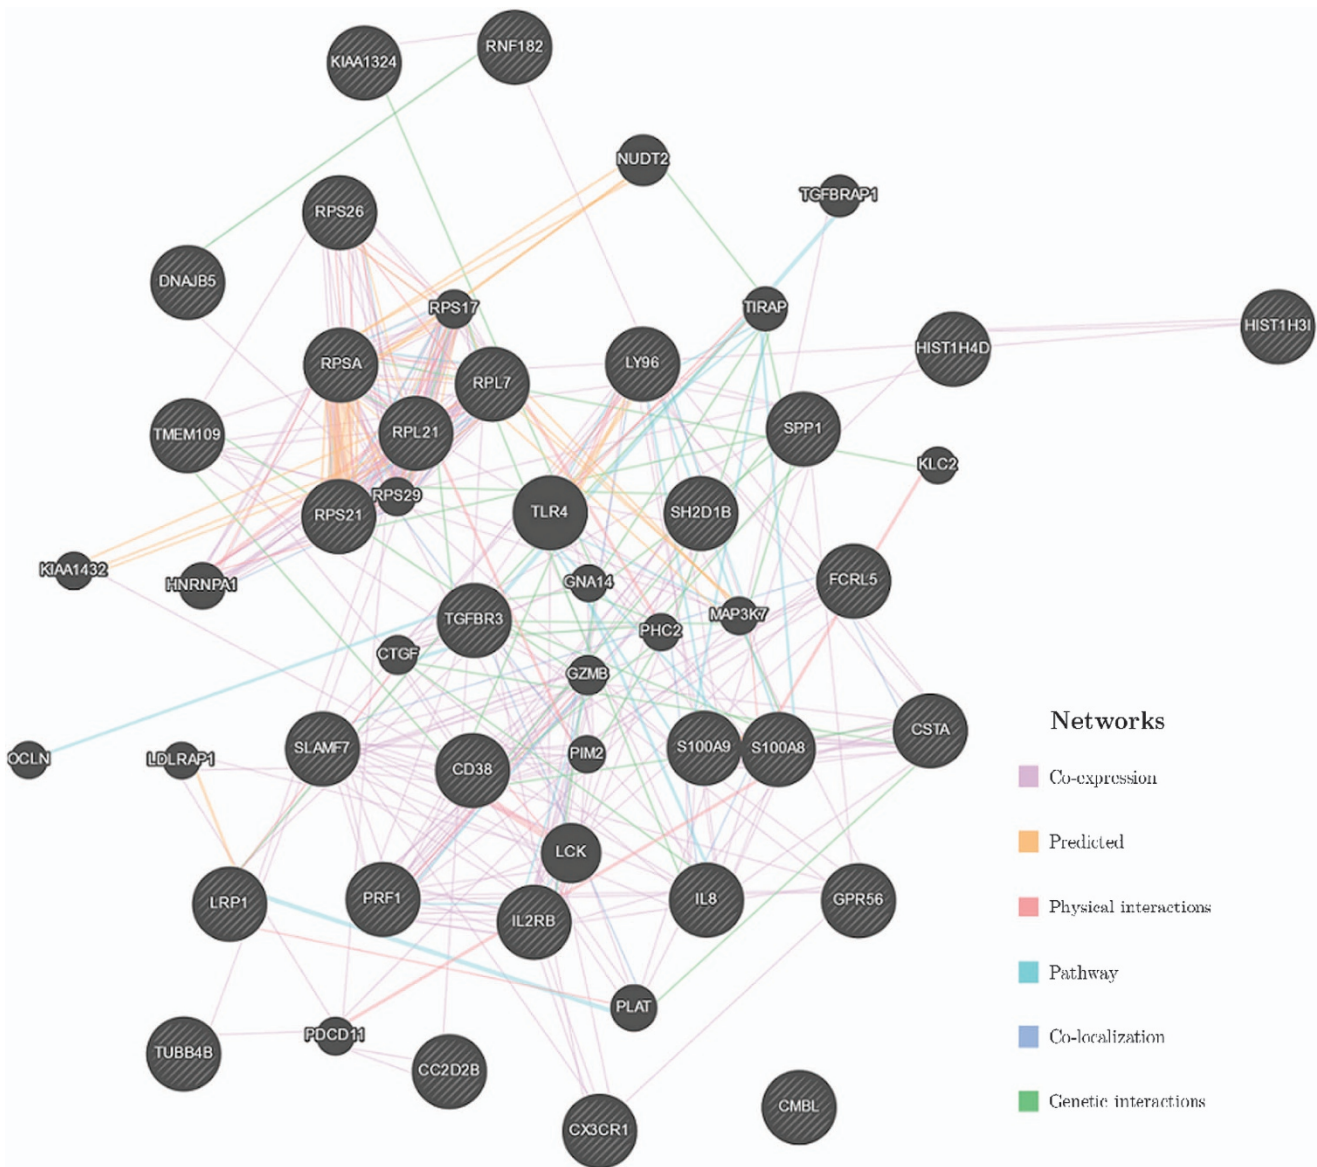 KIAA1324
RNF182
NUDT2
TGFBRAP1
RPS26
DNAJB5
RPS17
TIRAP
HIST1H4D
HIST1H3I
RPSA
RPL7
LY96
TMEM109
RPL21
SPP1
KLC2
RPS21
RPS29
TLR4
SH2D1B
KIAA1432
HNRNPA1
GNA14
FCRL5
TGFBR3
MAP3K7
PHC2
CTGF
GZMB
OCLN
LDLRAP1
SLAMF7
CD38
PIM2
S100A9
S100A8
CSTA
LCK
LRP1
PRF1
IL2RB
IL8
GPR56
PLAT
TUBB4B
PDCD11
CC2D2B
CX3CR1
CMBL
Networks
Co-expression
Predicted
Physical interactions
Pathway
Co-localization
Genetic interactions